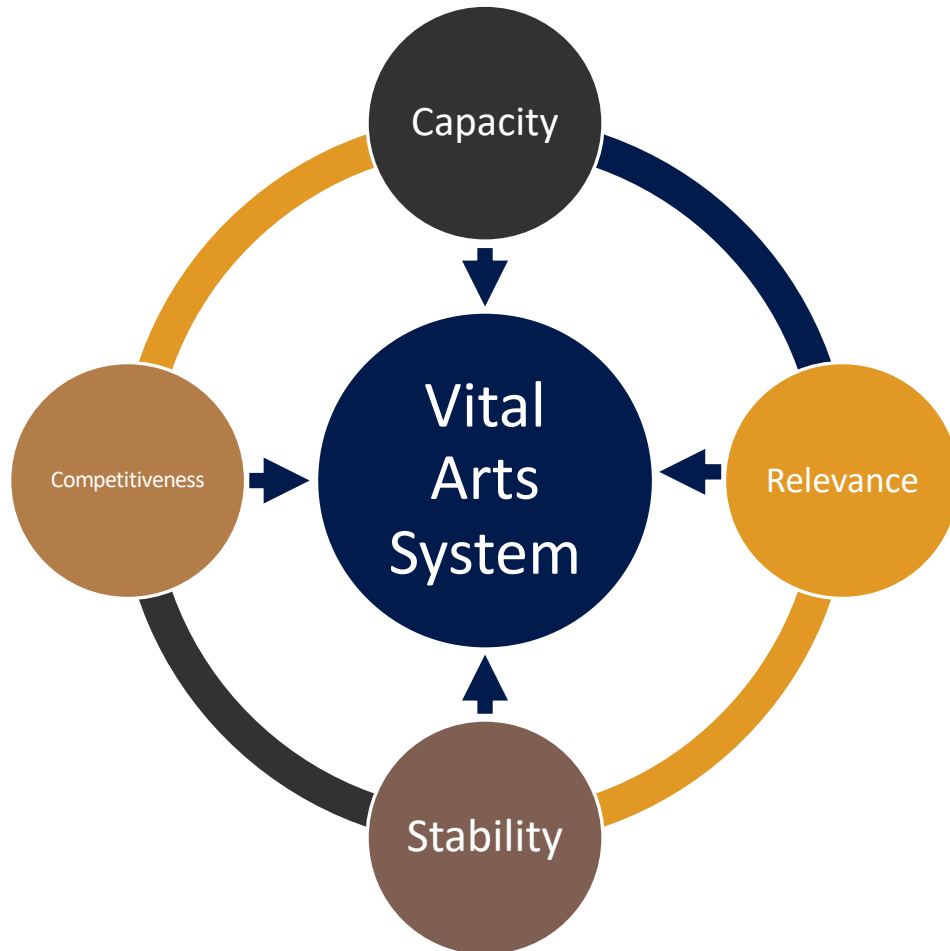 Capacity
Vital
Arts
System
Competitiveness
Relevance
Stability